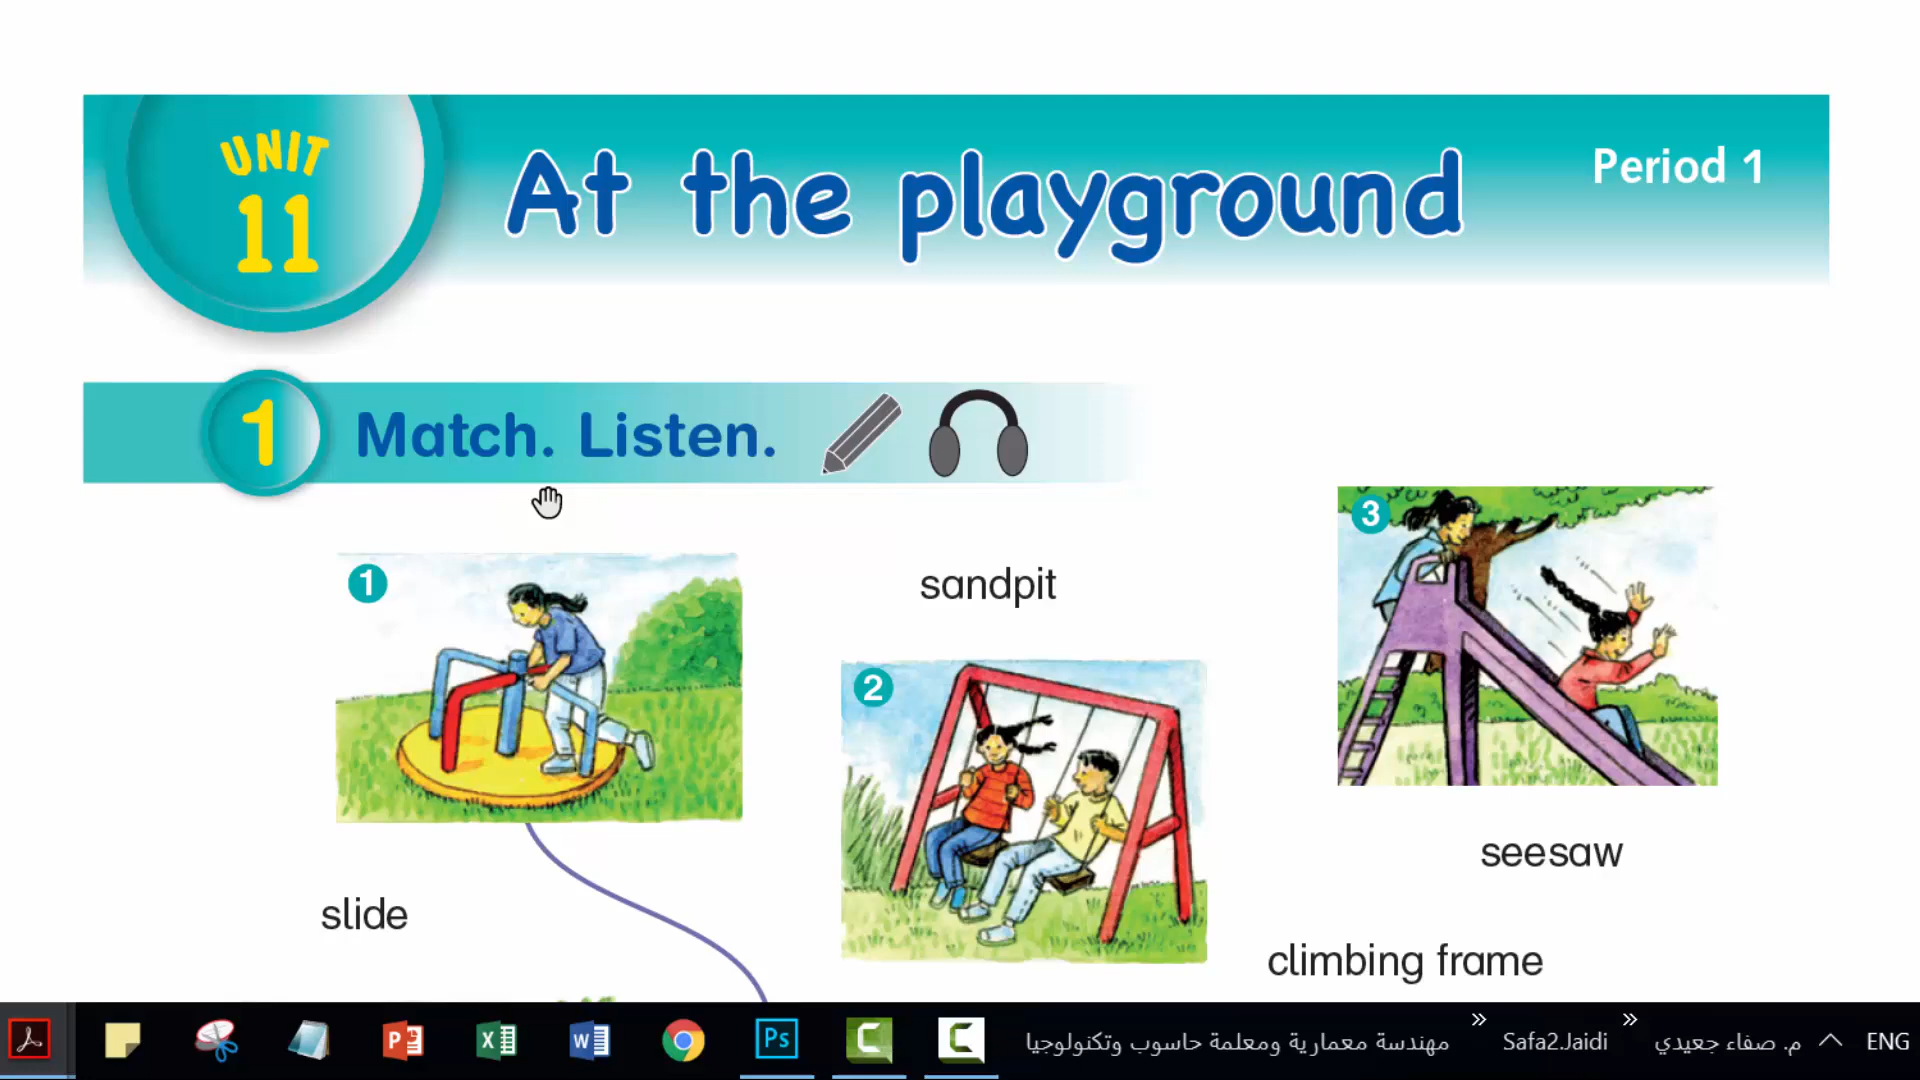 UNIT
11
At the playground
Period 1
1 Match. Listen.
1
sandpit
2
3
seesaw
slide
climbing frame
مهندسة معمارية ومعلمة حاسوب وتكنولوجيا
»
Safa2.Jaidi
»
م. صفاء جعيدي
ENG
P
X
W
Ps
C
C